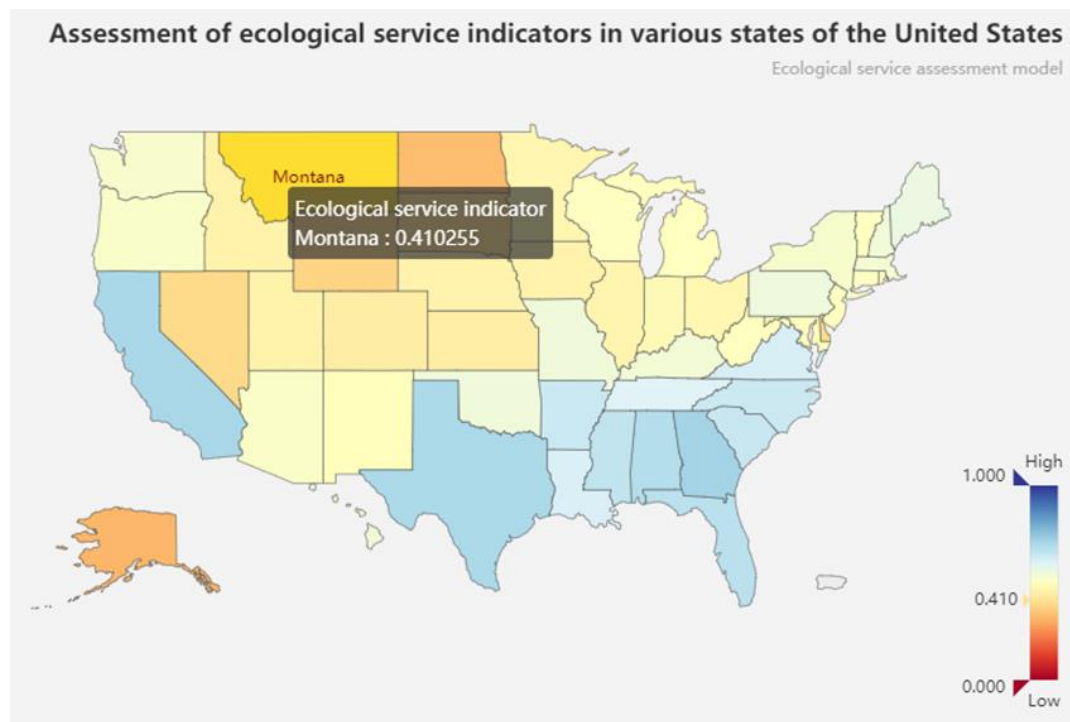 Assessment of ecological service indicators in various states of the United States
Ecological service assessment model
Montana
Ecological service indicator
Montana : 0.410255
High
1.000
0.410
0.000
Low